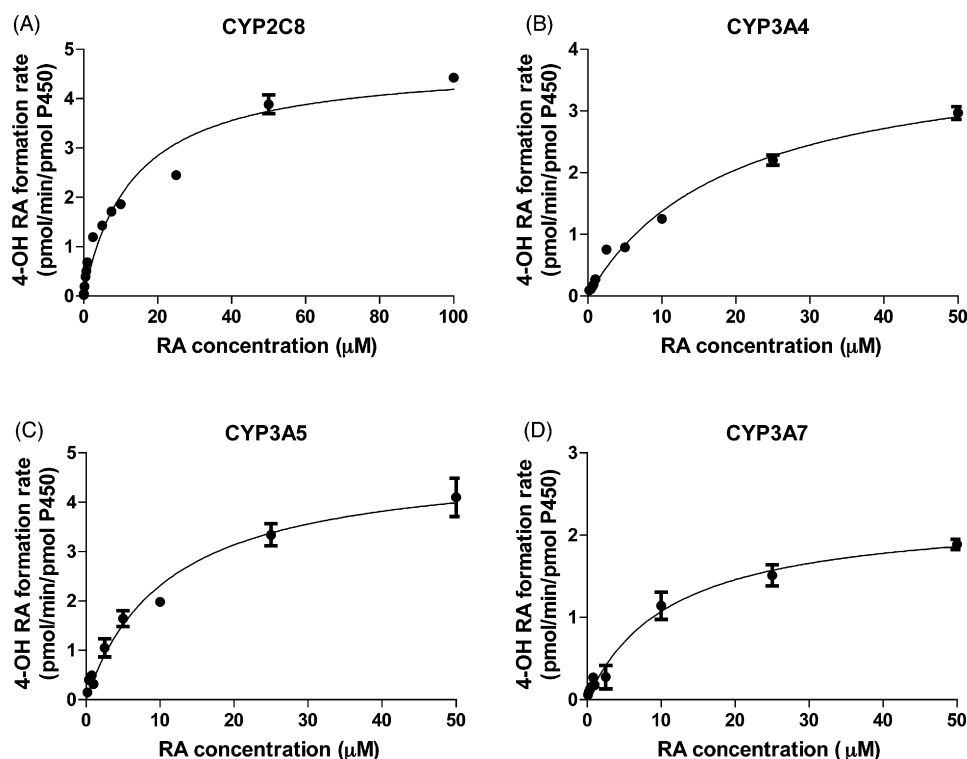 (A)
CYP2C8
4-OH RA formation rate
(pmol/min/pmol P450)
5
4
3
2
1
0
0 20 40 60 80 100
RA concentration (μM)
(B)
CYP3A4
4-OH RA formation rate
(pmol/min/pmol P450)
4
3
2
1
0
0 10 20 30 40 50
RA concentration (μM)
(C)
CYP3A5
4-OH RA formation rate
(pmol/min/pmol P450)
5
4
3
2
1
0
0 10 20 30 40 50
RA concentration (μM)
(D)
CYP3A7
4-OH RA formation rate
(pmol/min/pmol P450)
3
2
1
0
0 10 20 30 40 50
RA concentration ( μM)